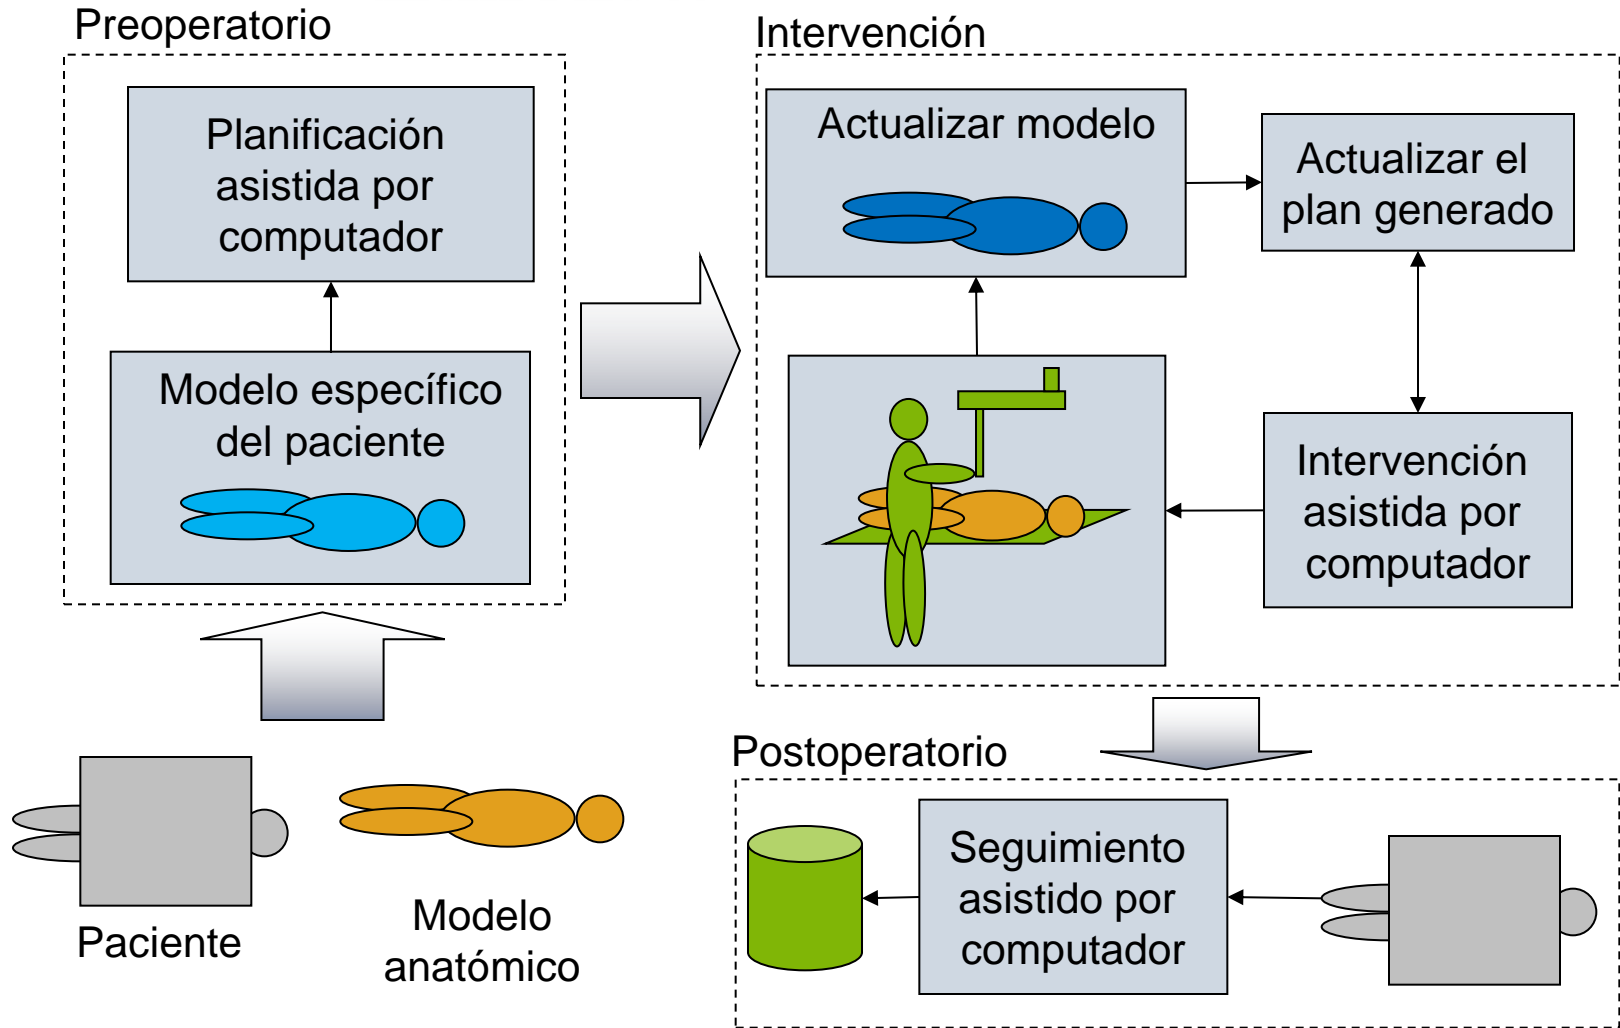 Preoperatorio
Planificación
asistida por
computador
Modelo específico
del paciente
Paciente
Modelo
anatómico
Intervención
Actualizar modelo
Actualizar el
plan generado
Intervención
asistida por
computador
Postoperatorio
Seguimiento
asistido por
computador